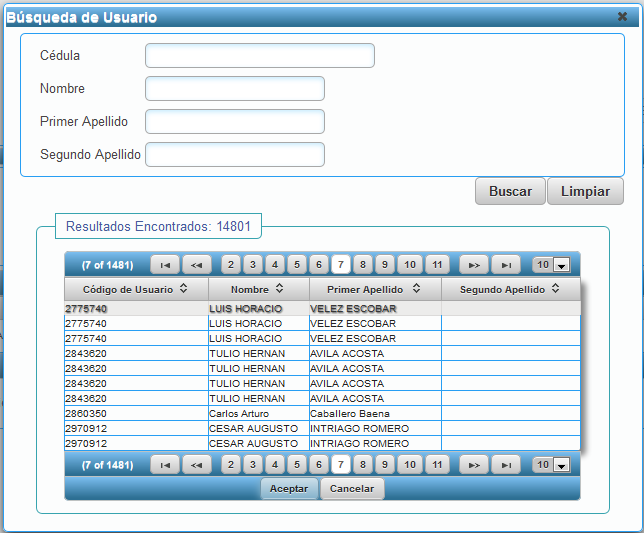 Búsqueda de Usuario
Cédula
Nombre
Primer Apellido
Segundo Apellido
Buscar Limpiar
Resultados Encontrados: 14801
(7 of 1481) 2 3 4 5 6 7 8 9 10 11 10
Código de Usuario Nombre Primer Apellido Segundo Apellido
2775740 LUIS HORACIO VELEZ ESCOBAR
2775740 LUIS HORACIO VELEZ ESCOBAR
2775740 LUIS HORACIO VELEZ ESCOBAR
2843620 TULIO HERNAN AVILA ACOSTA
2843620 TULIO HERNAN AVILA ACOSTA
2843620 TULIO HERNAN AVILA ACOSTA
2843620 TULIO HERNAN AVILA ACOSTA
2860350 Carlos Arturo Caballero Baena
2970912 CESAR AUGUSTO INTRIAGO ROMERO
2970912 CESAR AUGUSTO INTRIAGO ROMERO
(7 of 1481) 2 3 4 5 6 7 8 9 10 11 10
Aceptar Cancelar